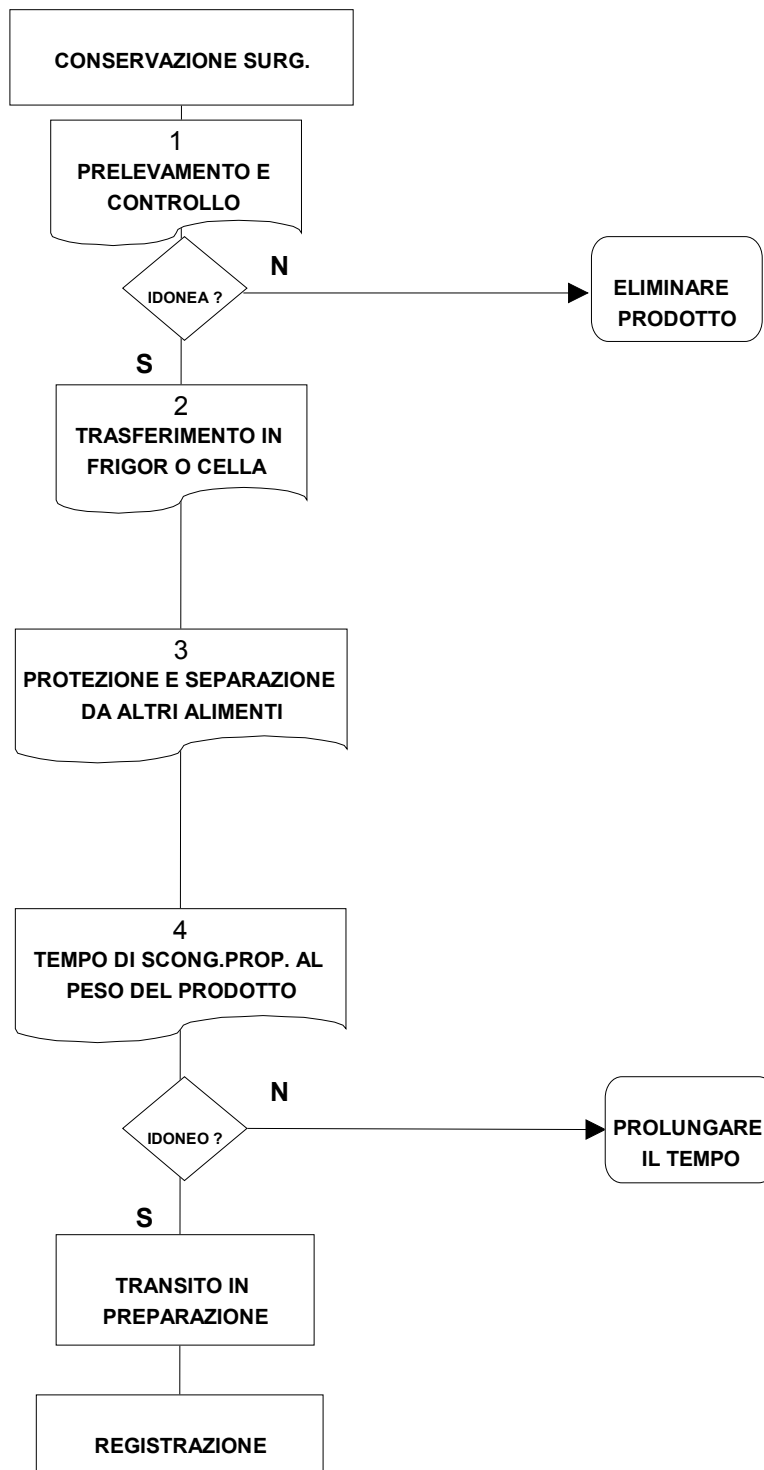 CONSERVAZIONE SURG.
1
PRELEVAMENTO E
CONTROLLO
IDONEA ?
N
ELIMINARE
PRODOTTO
S
2
TRASFERIMENTO IN
FRIGOR O CELLA
3
PROTEZIONE E SEPARAZIONE
DA ALTRI ALIMENTI
4
TEMPO DI SCONG.PROP. AL
PESO DEL PRODOTTO
IDONEO ?
N
PROLUNGARE
IL TEMPO
S
TRANSITO IN
PREPARAZIONE
REGISTRAZIONE